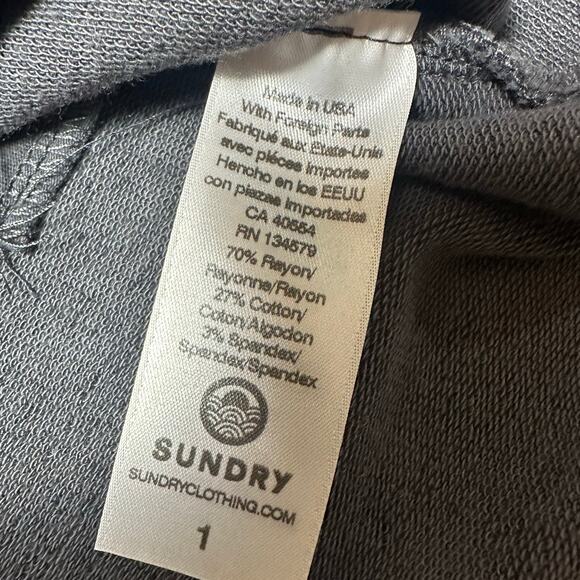 Made in USA
With Foreign Parts
Fabriqué aux Etats-Unis
avec piéces importes
Hencho en los EEUU
con piazas importadas
CA 40554
RN 134579
70% Rayon/
Rayonne/Rayon
27% Cotton/
Coton/Algodon
3% Spandex/
Spandex/Spandex
SUNDRY
SUNDRYCLOTHING.COM
1